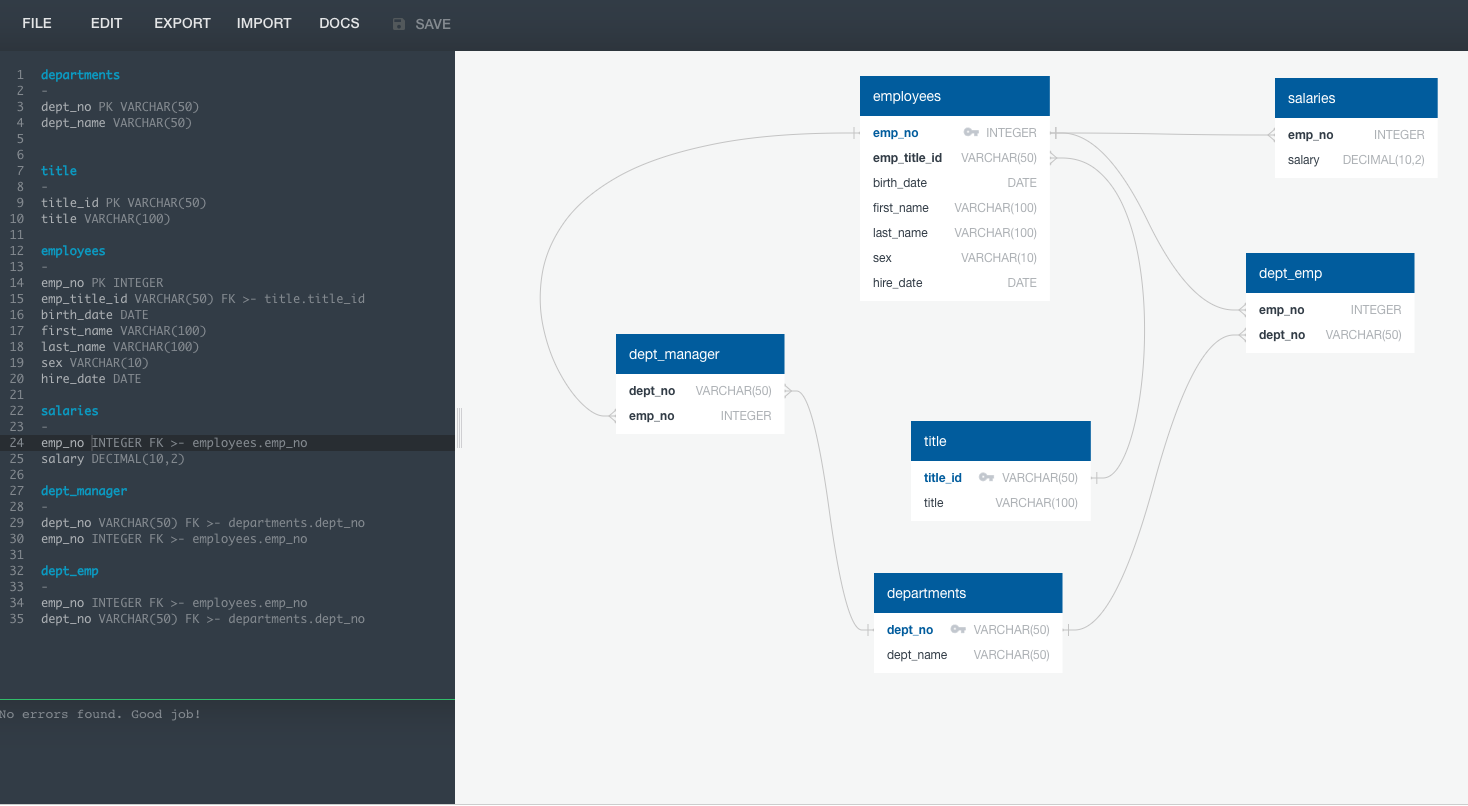 FILE EDIT EXPORT IMPORT DOCS SAVE
1 departments
2 -
3 dept_no PK VARCHAR(50)
4 dept_name VARCHAR(50)
5
6
7 title
8 -
9 title_id PK VARCHAR(50)
10 title VARCHAR(100)
11
12 employees
13 -
14 emp_no PK INTEGER
15 emp_title_id VARCHAR(50) FK >- title.title_id
16 birth_date DATE
17 first_name VARCHAR(100)
18 last_name VARCHAR(100)
19 sex VARCHAR(10)
20 hire_date DATE
21
22 salaries
23 -
24 emp_no INTEGER FK >- employees.emp_no
25 salary DECIMAL(10,2)
26
27 dept_manager
28 -
29 dept_no VARCHAR(50) FK >- departments.dept_no
30 emp_no INTEGER FK >- employees.emp_no
31
32 dept_emp
33 -
34 emp_no INTEGER FK >- employees.emp_no
35 dept_no VARCHAR(50) FK >- departments.dept_no
No errors found. Good job!
employees
emp_no INTEGER
emp_title_id VARCHAR(50)
birth_date DATE
first_name VARCHAR(100)
last_name VARCHAR(100)
sex VARCHAR(10)
hire_date DATE
salaries
emp_no INTEGER
salary DECIMAL(10,2)
dept_emp
emp_no INTEGER
dept_no VARCHAR(50)
dept_manager
dept_no VARCHAR(50)
emp_no INTEGER
title
title_id VARCHAR(50)
title VARCHAR(100)
departments
dept_no VARCHAR(50)
dept_name VARCHAR(50)